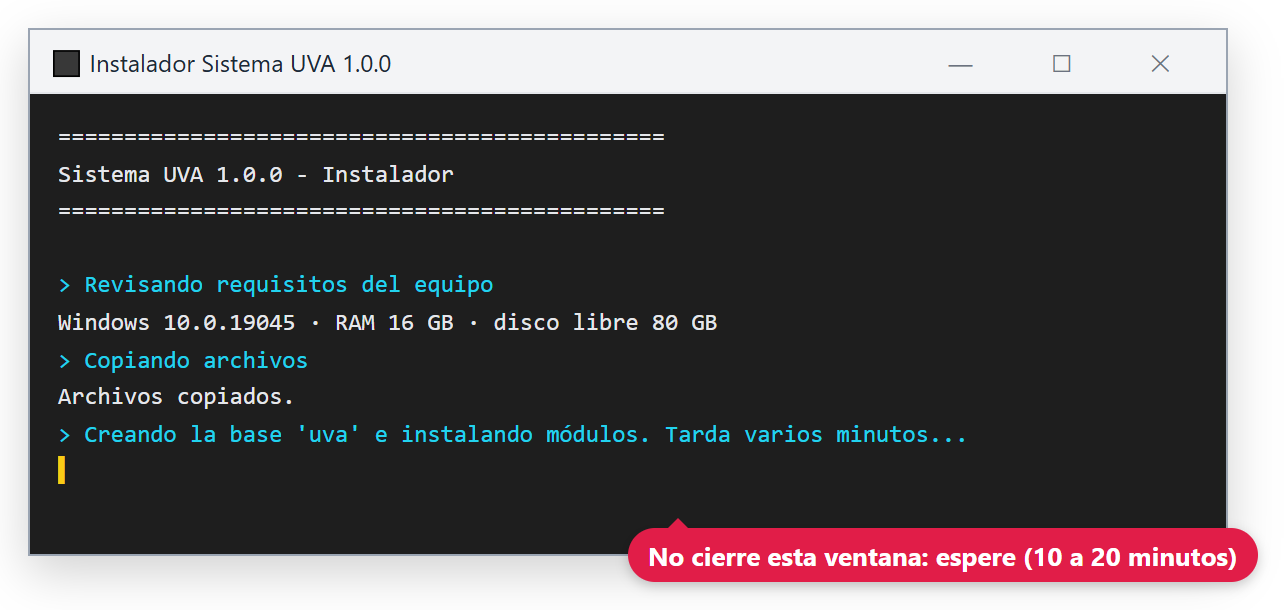 Instalador Sistema UVA 1.0.0
==============================================
Sistema UVA 1.0.0 - Instalador
==============================================
> Revisando requisitos del equipo
Windows 10.0.19045 · RAM 16 GB · disco libre 80 GB
> Copiando archivos
Archivos copiados.
> Creando la base 'uva' e instalando módulos. Tarda varios minutos...
No cierre esta ventana: espere (10 a 20 minutos)